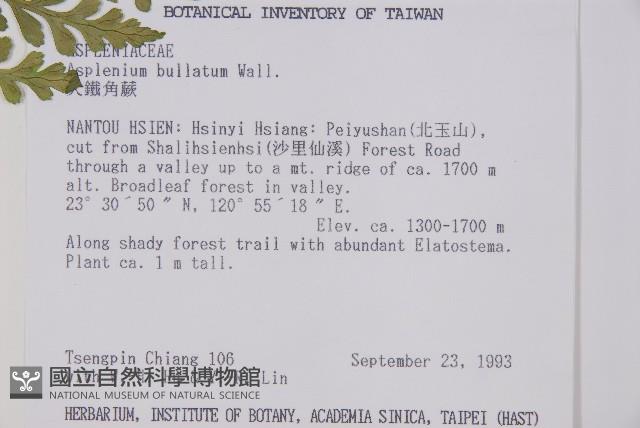 BOTANICAL INVENTORY OF TAIWAN
ASPLENIACEAE
Asplenium bullatum Wall.
大鐵角蕨
NANTOU HSIEN: Hsinyi Hsiang: Peiyushan(北玉山),
cut from Shalihsienhsi(沙里仙溪) Forest Road
through a valley up to a mt. ridge of ca. 1700 m
alt. Broadleaf forest in valley.
23° 30´50 ″ N, 120° 55´18 ″ E.
Elev. ca. 1300-1700 m
Along shady forest trail with abundant Elatostema.
Plant ca. 1 m tall.
Tsengpin Chiang 106 September 23, 1993
Lin
國立自然科學博物館
NATIONAL MUSEUM OF NATURAL SCIENCE
HERBARIUM, INSTITUTE OF BOTANY, ACADEMIA SINICA, TAIPEI (HAST)